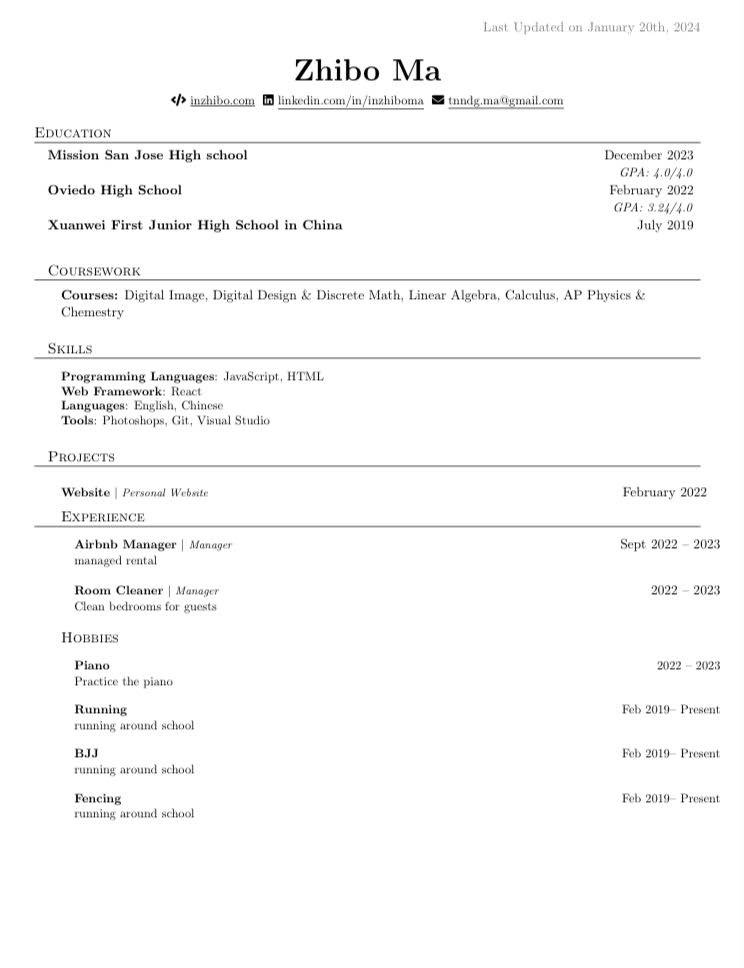 Last Updated on January 20th, 2024
Zhibo Ma
inzhibo.com linkedin.com/in/inzhiboma tnndg.ma@gmail.com
Education
Mission San Jose High school December 2023
GPA: 4.0/4.0
Oviedo High School February 2022
GPA: 3.24/4.0
Xuanwei First Junior High School in China July 2019
Coursework
Courses: Digital Image, Digital Design & Discrete Math, Linear Algebra, Calculus, AP Physics &
Chemestry
Skills
Programming Languages: JavaScript, HTML
Web Framework: React
Languages: English, Chinese
Tools: Photoshops, Git, Visual Studio
Projects
Website | Personal Website February 2022
Experience
Airbnb Manager | Manager Sept 2022 – 2023
managed rental
Room Cleaner | Manager 2022 – 2023
Clean bedrooms for guests
Hobbies
Piano 2022 – 2023
Practice the piano
Running Feb 2019– Present
running around school
BJJ Feb 2019– Present
running around school
Fencing Feb 2019– Present
running around school